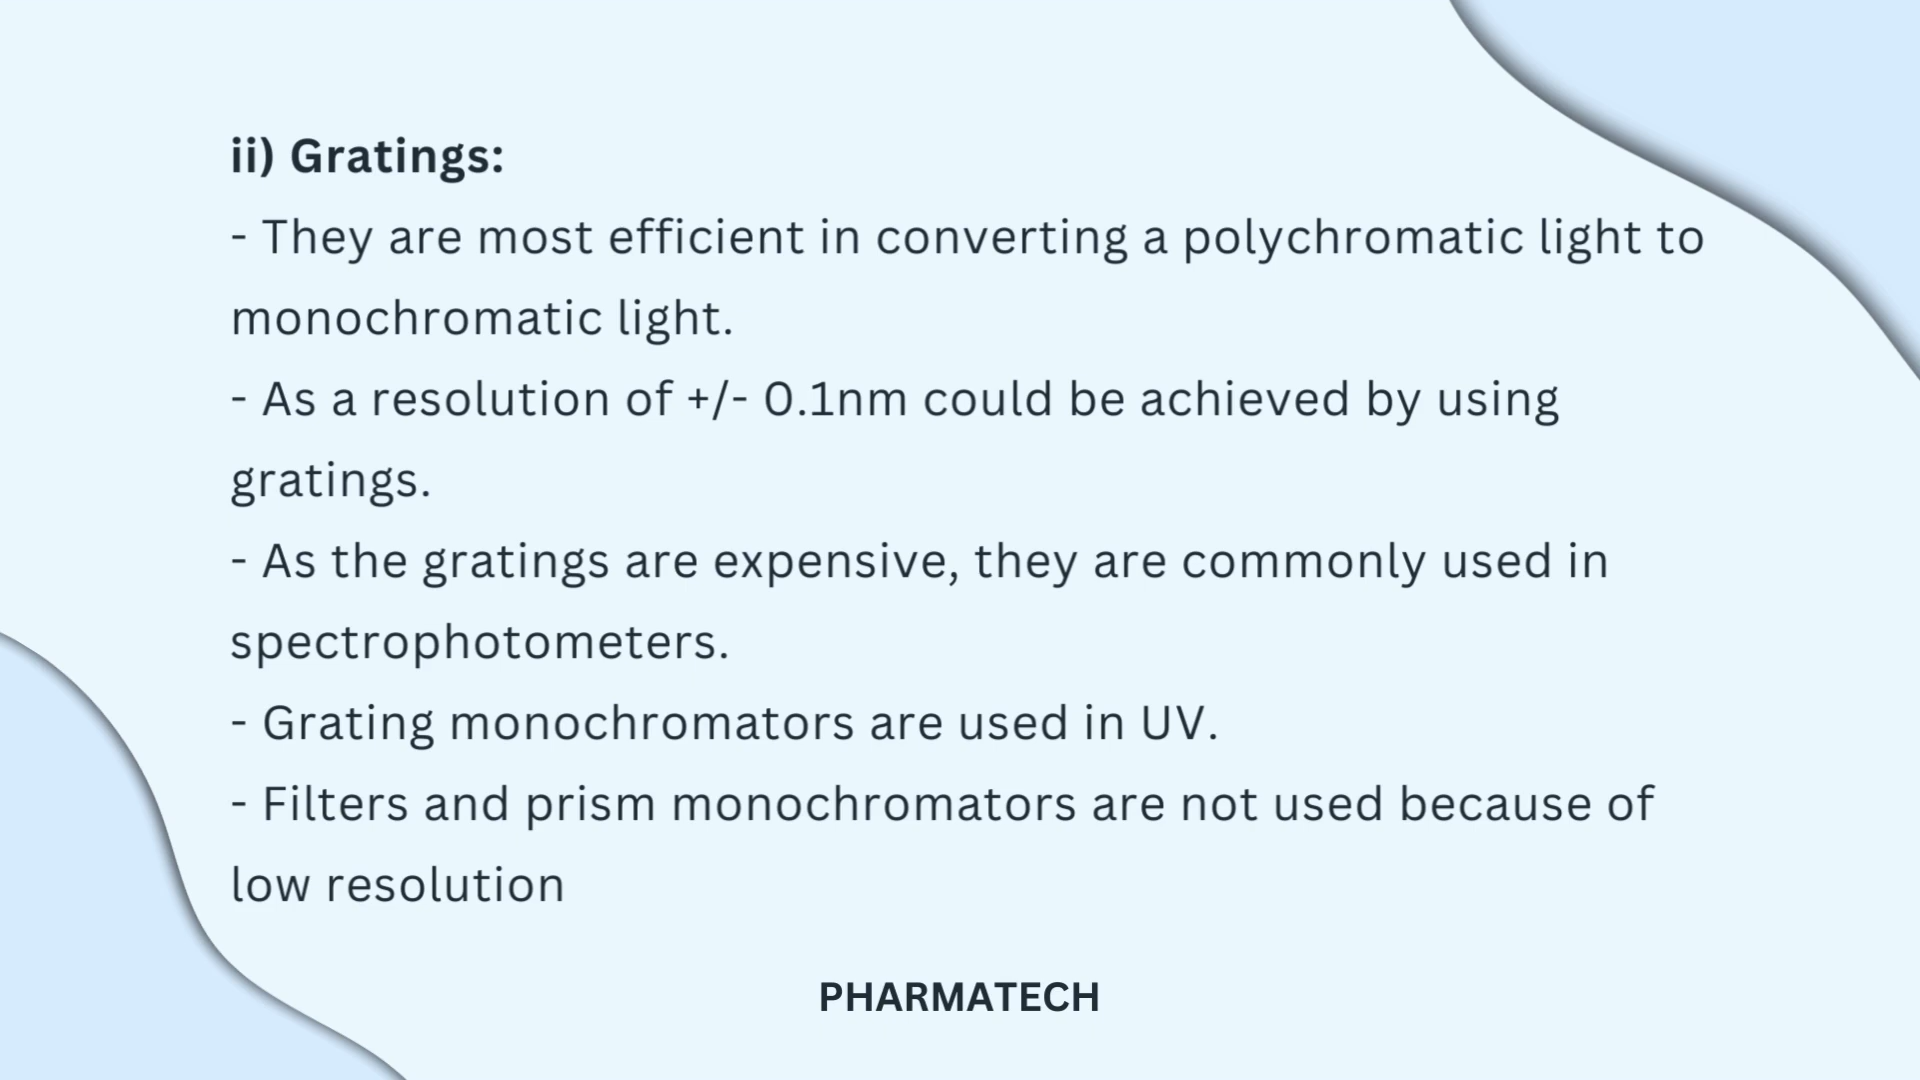 ii) Gratings:
- They are most efficient in converting a polychromatic light to
monochromatic light.
- As a resolution of +/- 0.1nm could be achieved by using
gratings.
- As the gratings are expensive, they are commonly used in
spectrophotometers.
- Grating monochromators are used in UV.
- Filters and prism monochromators are not used because of
low resolution
PHARMATECH